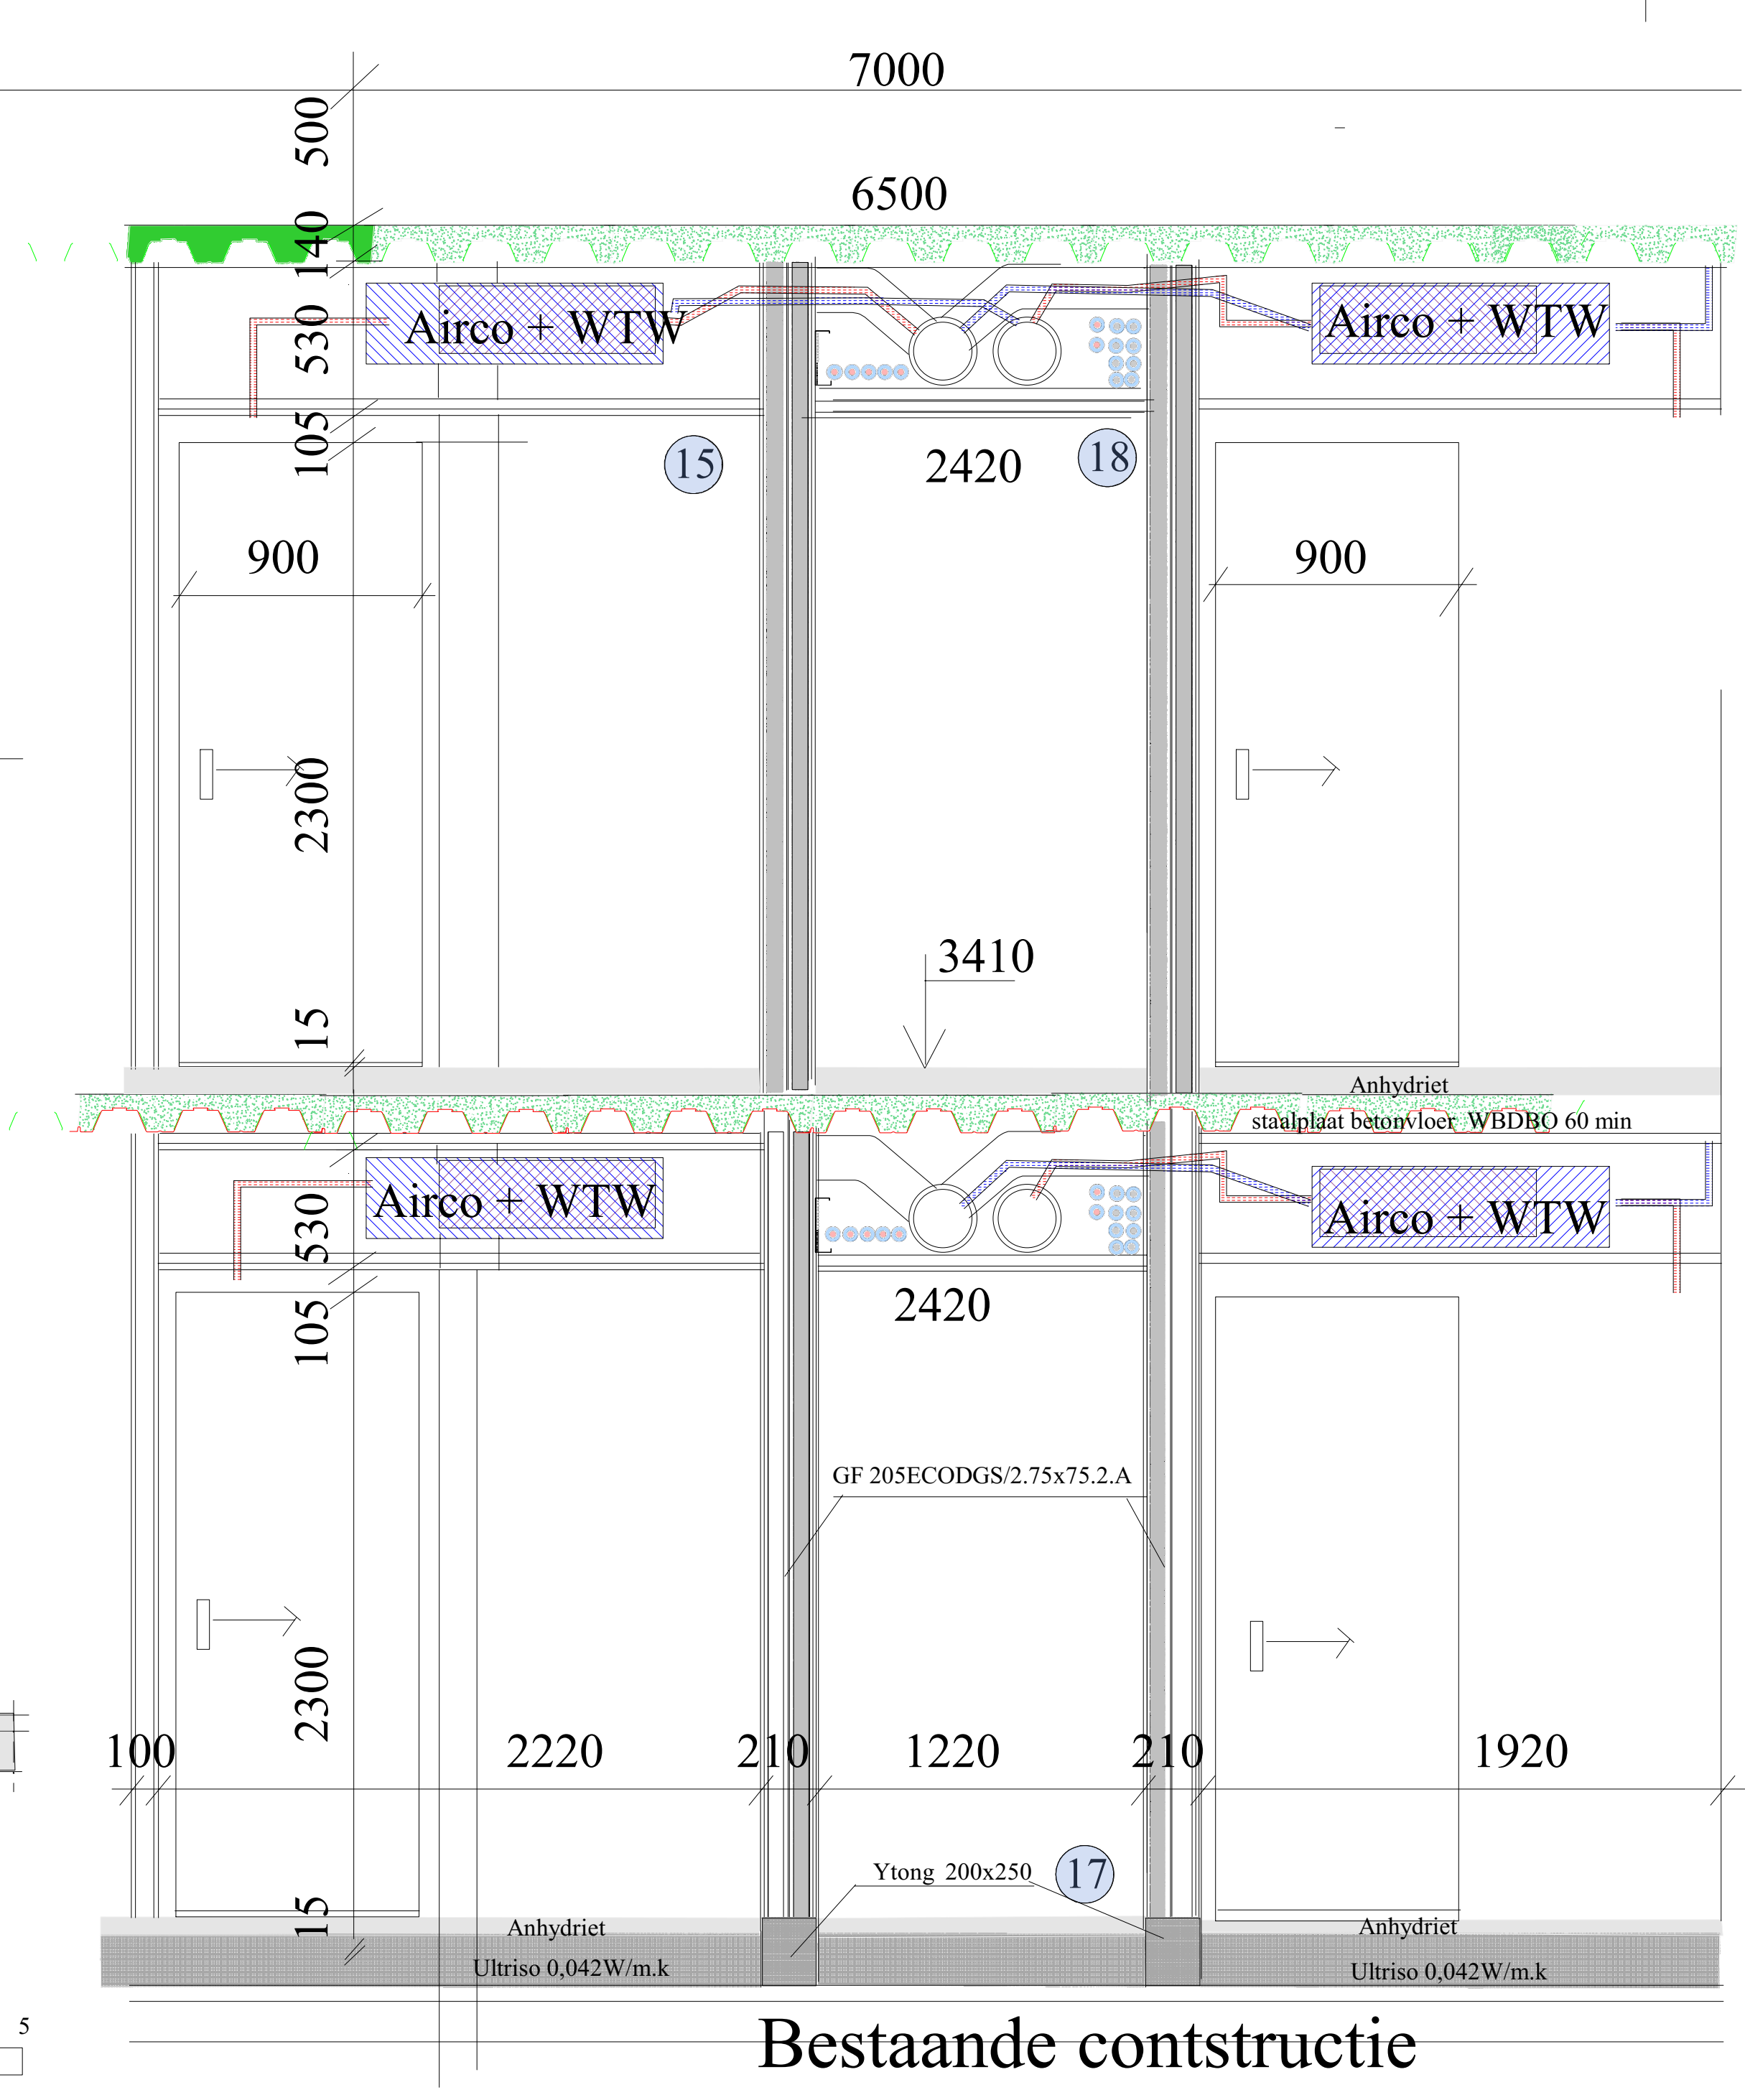 7000
500
6500
140
530
Airco + WTW
Airco + WTW
105
15
2420
18
900
900
2300
3410
15
Anhydriet
staalplaat betonvloer WBDBO 60 min
530
Airco + WTW
Airco + WTW
105
2420
GF 205ECODGS/2.75x75.2.A
2300
100
2220
210
1220
210
1920
Ytong 200x250
17
15
Anhydriet
Anhydriet
Ultriso 0,042W/m.k
Ultriso 0,042W/m.k
5
Bestaande contstructie